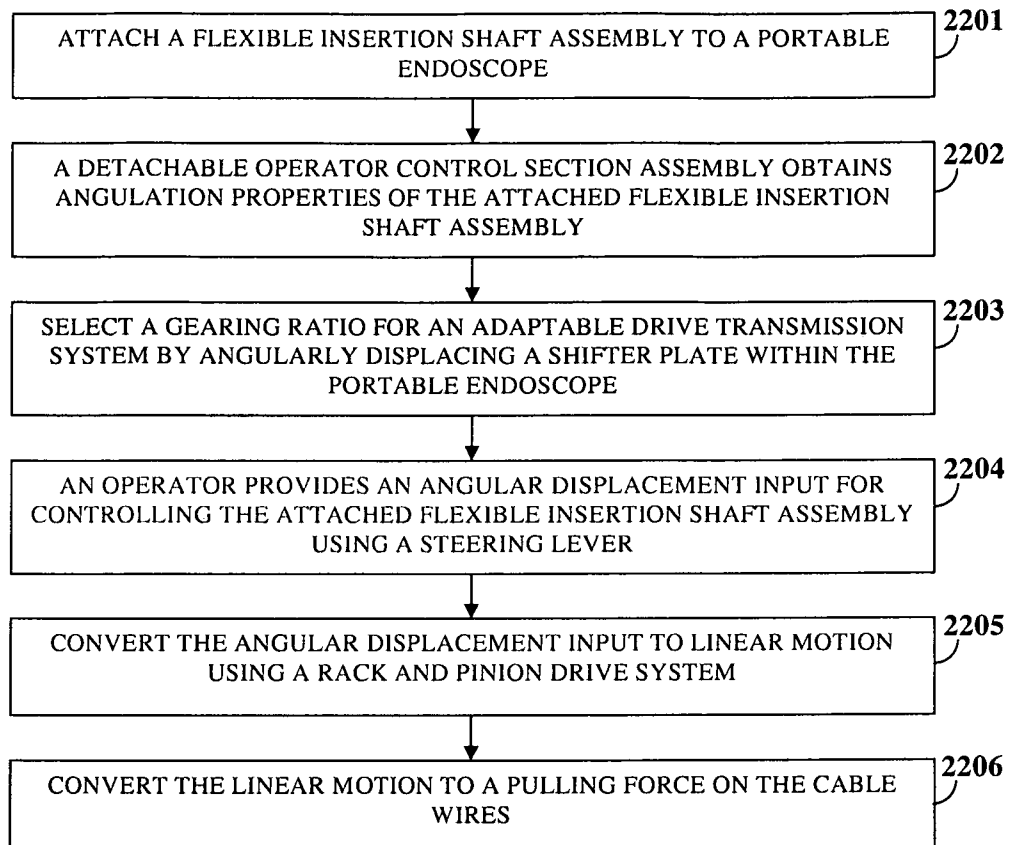 2201
ATTACH A FLEXIBLE INSERTION SHAFT ASSEMBLY TO A PORTABLE
ENDOSCOPE
2202
A DETACHABLE OPERATOR CONTROL SECTION ASSEMBLY OBTAINS
ANGULATION PROPERTIES OF THE ATTACHED FLEXIBLE INSERTION
SHAFT ASSEMBLY
2203
SELECT A GEARING RATIO FOR AN ADAPTABLE DRIVE TRANSMISSION
SYSTEM BY ANGULARLY DISPLACING A SHIFTER PLATE WITHIN THE
PORTABLE ENDOSCOPE
2204
AN OPERATOR PROVIDES AN ANGULAR DISPLACEMENT INPUT FOR
CONTROLLING THE ATTACHED FLEXIBLE INSERTION SHAFT ASSEMBLY
USING A STEERING LEVER
2205
CONVERT THE ANGULAR DISPLACEMENT INPUT TO LINEAR MOTION
USING A RACK AND PINION DRIVE SYSTEM
2206
CONVERT THE LINEAR MOTION TO A PULLING FORCE ON THE CABLE
WIRES